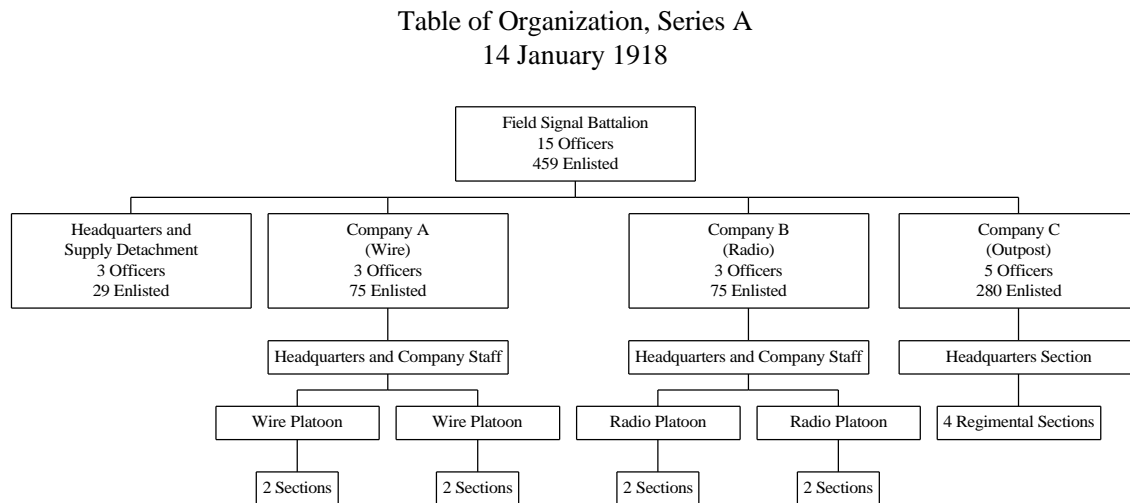 Table of Organization, Series A
14 January 1918
Field Signal Battalion
15 Officers
459 Enlisted
Headquarters and
Supply Detachment
3 Officers
29 Enlisted
Company A
(Wire)
3 Officers
75 Enlisted
Company B
(Radio)
3 Officers
75 Enlisted
Company C
(Outpost)
5 Officers
280 Enlisted
Headquarters and Company Staff
Headquarters and Company Staff
Headquarters Section
Wire Platoon
Wire Platoon
Radio Platoon
Radio Platoon
4 Regimental Sections
2 Sections
2 Sections
2 Sections
2 Sections